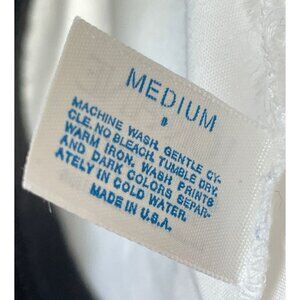 MEDIUM
MACHINE WASH, GENTLE CY-
CLE. NO BLEACH. TUMBLE DRY.
WARM IRON. WASH PRINTS
AND DARK COLORS SEPAR-
ATELY IN COLD WATER.
MADE IN U.S.A.